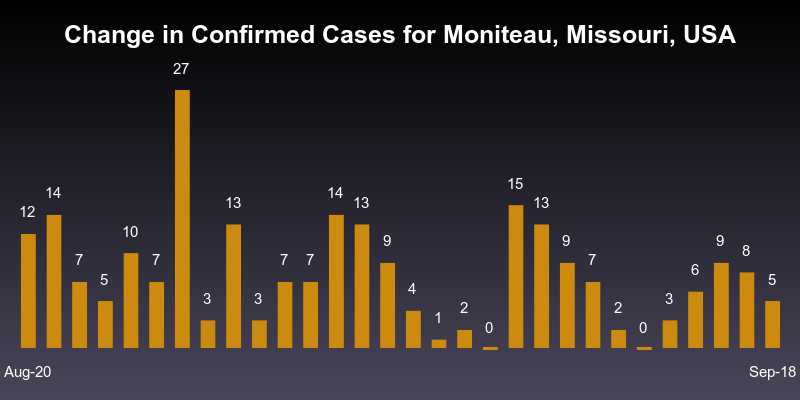 Change in Confirmed Cases for Moniteau, Missouri, USA
12 14 7 5 10 7 27 3 13 3 7 7 14 13 9 4 1 2 0 15 13 9 7 2 0 3 6 9 8 5
Aug-20 Sep-18